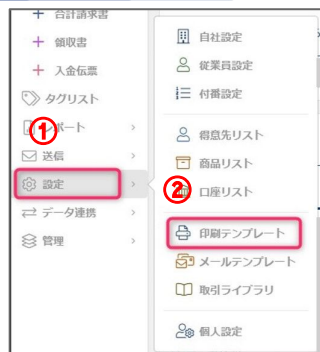 ＋ 合計請求書
＋ 領収書
＋ 入金伝票
タグリスト
① ポート
送信
設定
データ連携
管理
自社設定
従業員設定
付番設定
得意先リスト
商品リスト
② 口座リスト
印刷テンプレート
メールテンプレート
取引ライブラリ
個人設定